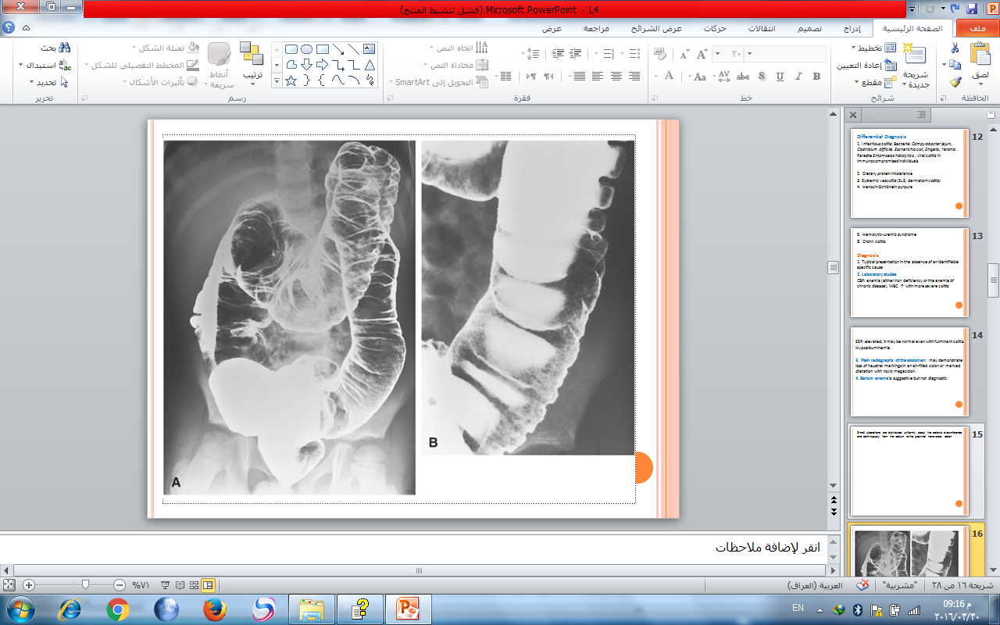 L4 - Microsoft PowerPoint (فشل تنشيط المنتج)
ملف
الصفحة الرئيسية
إدراج
تصميم
انتقالات
حركات
عرض الشرائح
مراجعة
عرض
لصق
الحافظة
شريحة جديدة
تخطيط
إعادة التعيين
مقطع
شرائح
٢٠
B I U S abc AV Aa A
خط
اتجاه النص
محاذاة النص
التحويل إلى SmartArt
فقرة
ترتيب
أنماط سريعة
تعبئة الشكل
المخطط التفصيلي للشكل
تأثيرات الأشكال
رسم
بحث
استبدال
تحديد
تحرير
A
B
12
Differential Diagnosis
1. Infectious colitis: Bacterial Campylobacter jejuni,
Clostridium difficile, Escherichia coli, Shigella, Yersinia.
Parasite Entamoeba histolytica; viral colitis in
immunocompromised individuals
2. Dietary protein intolerance
3. Systemic vasculitis (SLE, dermatomyositis)
4. Henoch-Schönlein purpura
13
5. Hemolytic-uremic syndrome
6. Crohn colitis
Diagnosis
1. Typical presentation in the absence of an identifiable
specific cause
2. Laboratory studies
CBP: anemia (either iron deficiency or the anemia of
chronic disease), WBC ↑ with more severe colitis
14
ESR: elevated, it may be normal even with fulminant colitis
Hypoalbuminemia.
3. Plain radiographs of the abdomen: may demonstrate
loss of haustral markings in an air-filled colon or marked
dilatation with toxic megacolon.
4. Barium enema is suggestive but not diagnostic.
15
Small ulcerations are distributed uniformly about the colonic circumference
and continuously from the rectum to the proximal transverse colon
16
انقر لإضافة ملاحظات
شريحة ١٦ من ٣٨
"مشربية"
العربية (العراق)
٧١%
EN
09:16 م
٢٠١٦/٠٣/٣٠